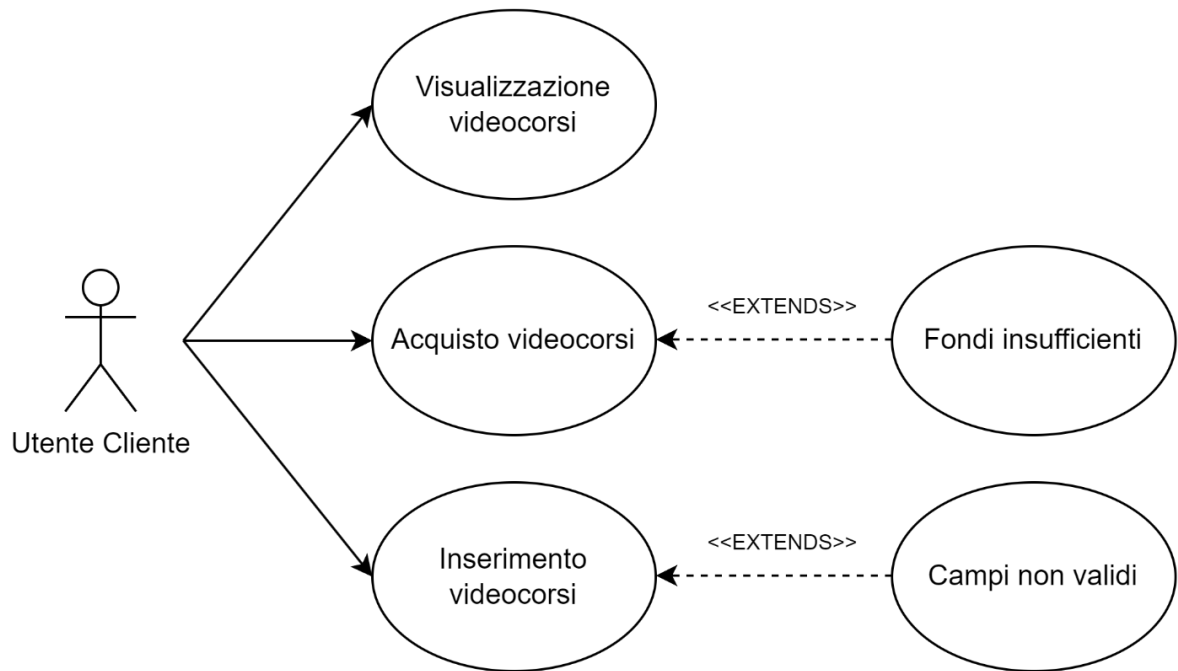 Visualizzazione
videocorsi
Utente Cliente
Acquisto videocorsi
<<EXTENDS>>
Fondi insufficienti
Inserimento
videocorsi
<<EXTENDS>>
Campi non validi